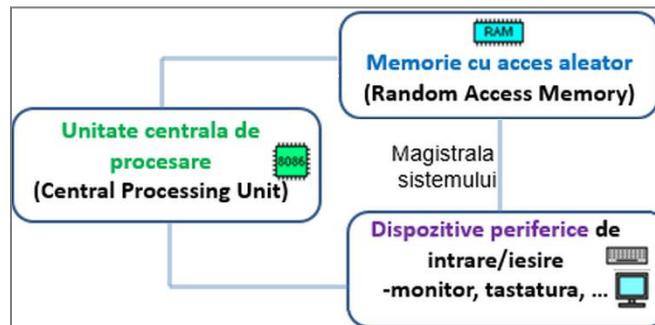 RAM
Memorie cu acces aleator
(Random Access Memory)
Unitate centrala de
procesare
8086
(Central Processing Unit)
Magistrala
sistemului
Dispozitive periferice de
intrare/iesire
-monitor, tastatura, ...